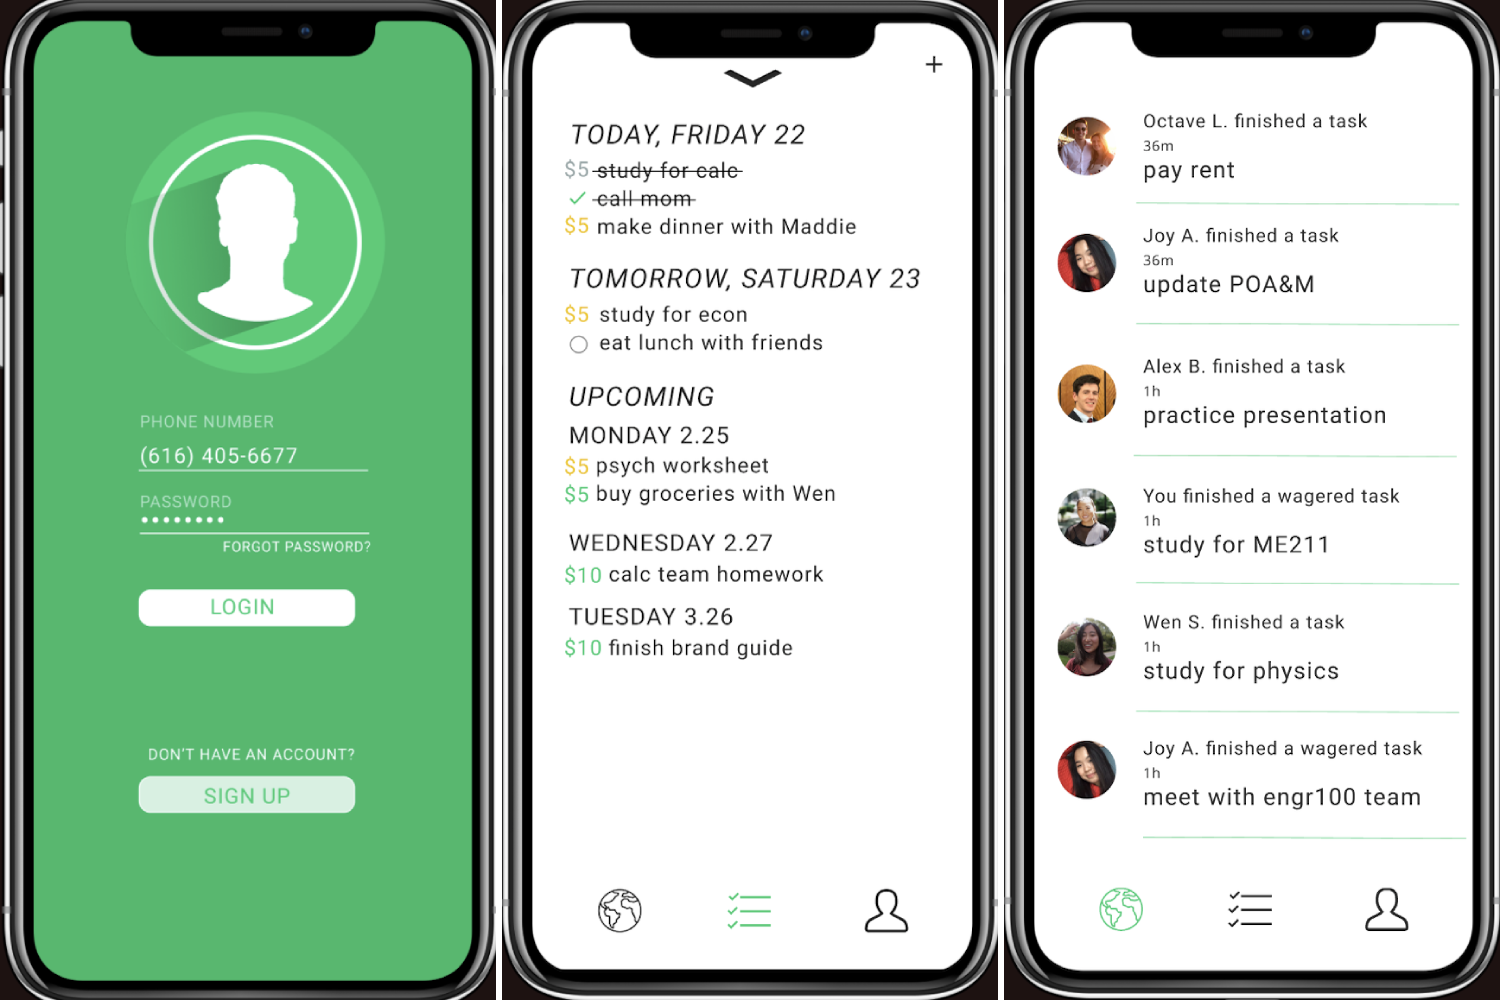 PHONE NUMBER
(616) 405-6677
PASSWORD
FORGOT PASSWORD?
LOGIN
DON'T HAVE AN ACCOUNT?
SIGN UP
+
TODAY, FRIDAY 22
$5 study for calc
call mom
$5 make dinner with Maddie
TOMORROW, SATURDAY 23
$5 study for econ
eat lunch with friends
UPCOMING
MONDAY 2.25
$5 psych worksheet
$5 buy groceries with Wen
WEDNESDAY 2.27
$10 calc team homework
TUESDAY 3.26
$10 finish brand guide
Octave L. finished a task
36m
pay rent
Joy A. finished a task
36m
update POA&M
Alex B. finished a task
1h
practice presentation
You finished a wagered task
1h
study for ME211
Wen S. finished a task
1h
study for physics
Joy A. finished a wagered task
1h
meet with engr100 team